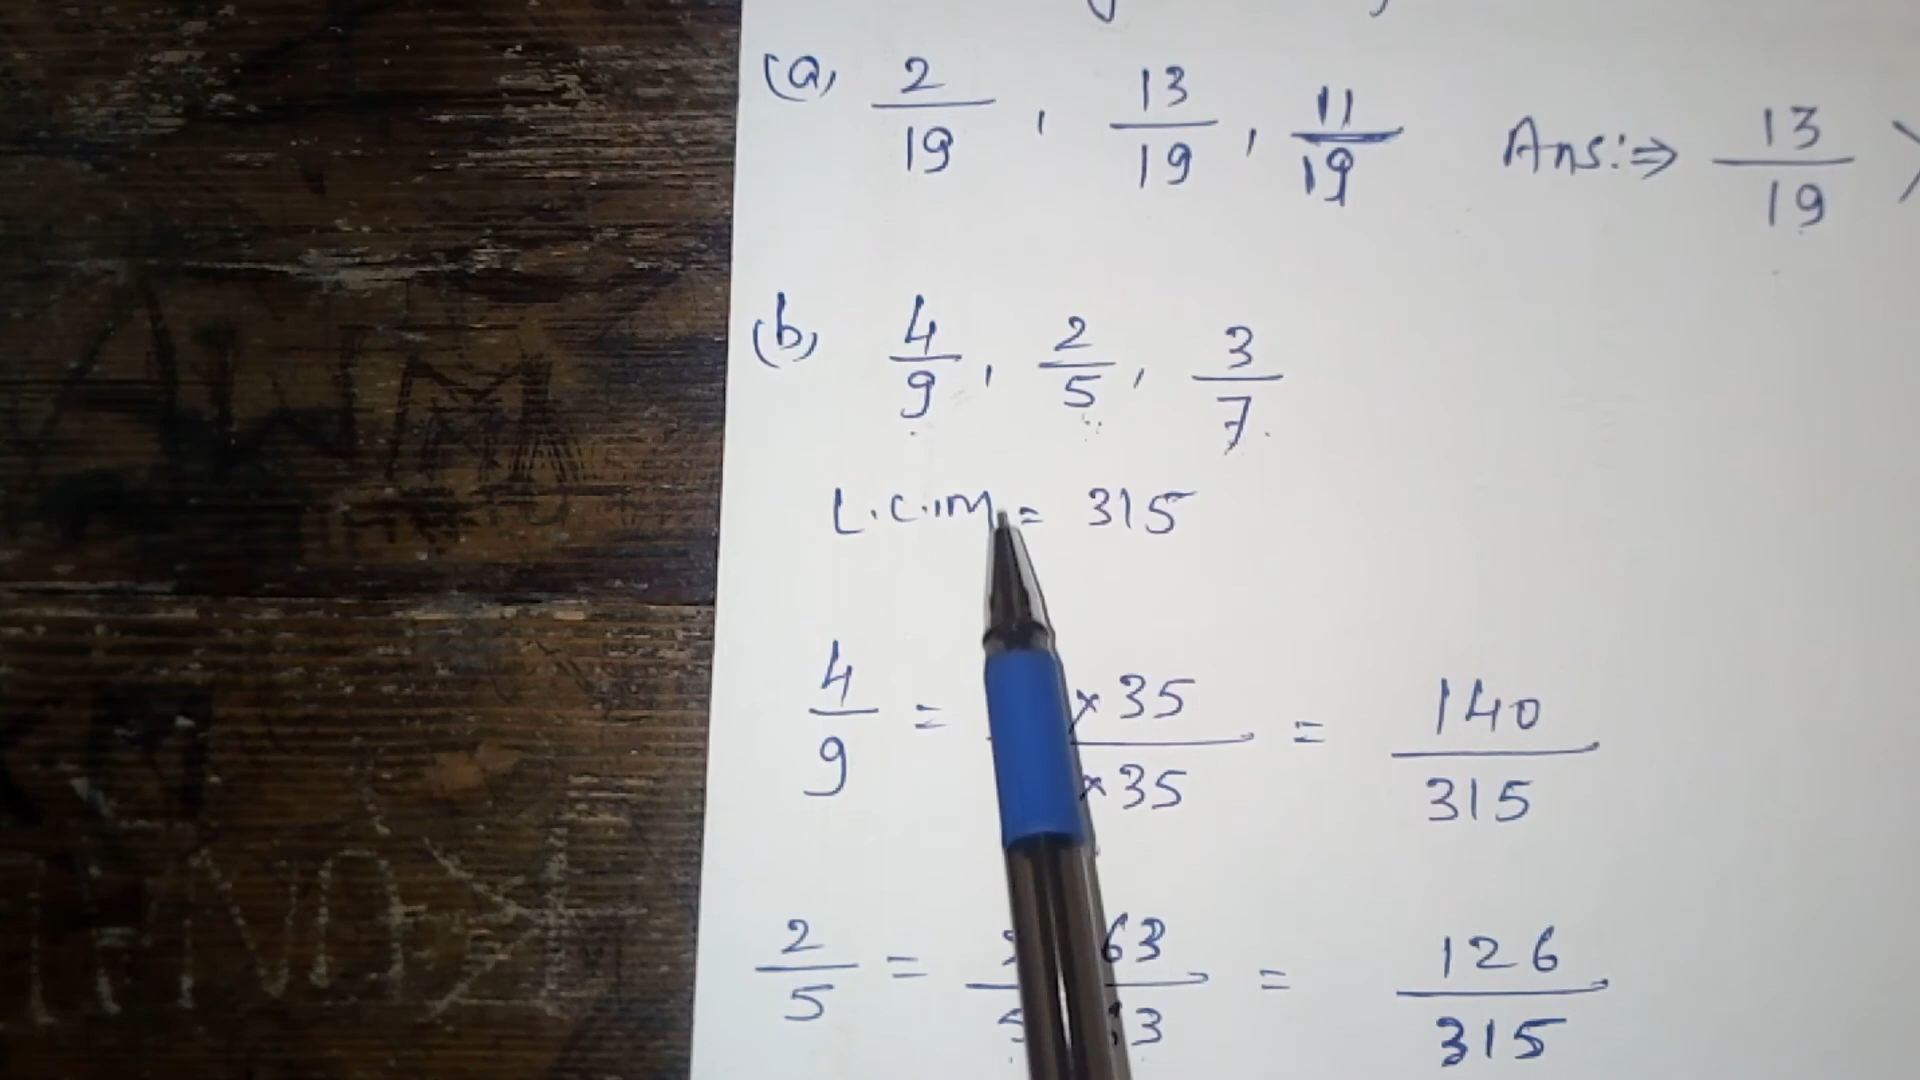 (a) 2/19 , 13/19 , 11/19 Ans:⇒ 13/19 >
(b) 4/9 , 2/5 , 3/7
L.C.M = 315
4/9 = ×35/×35 = 140/315
2/5 = 63 = 126/315